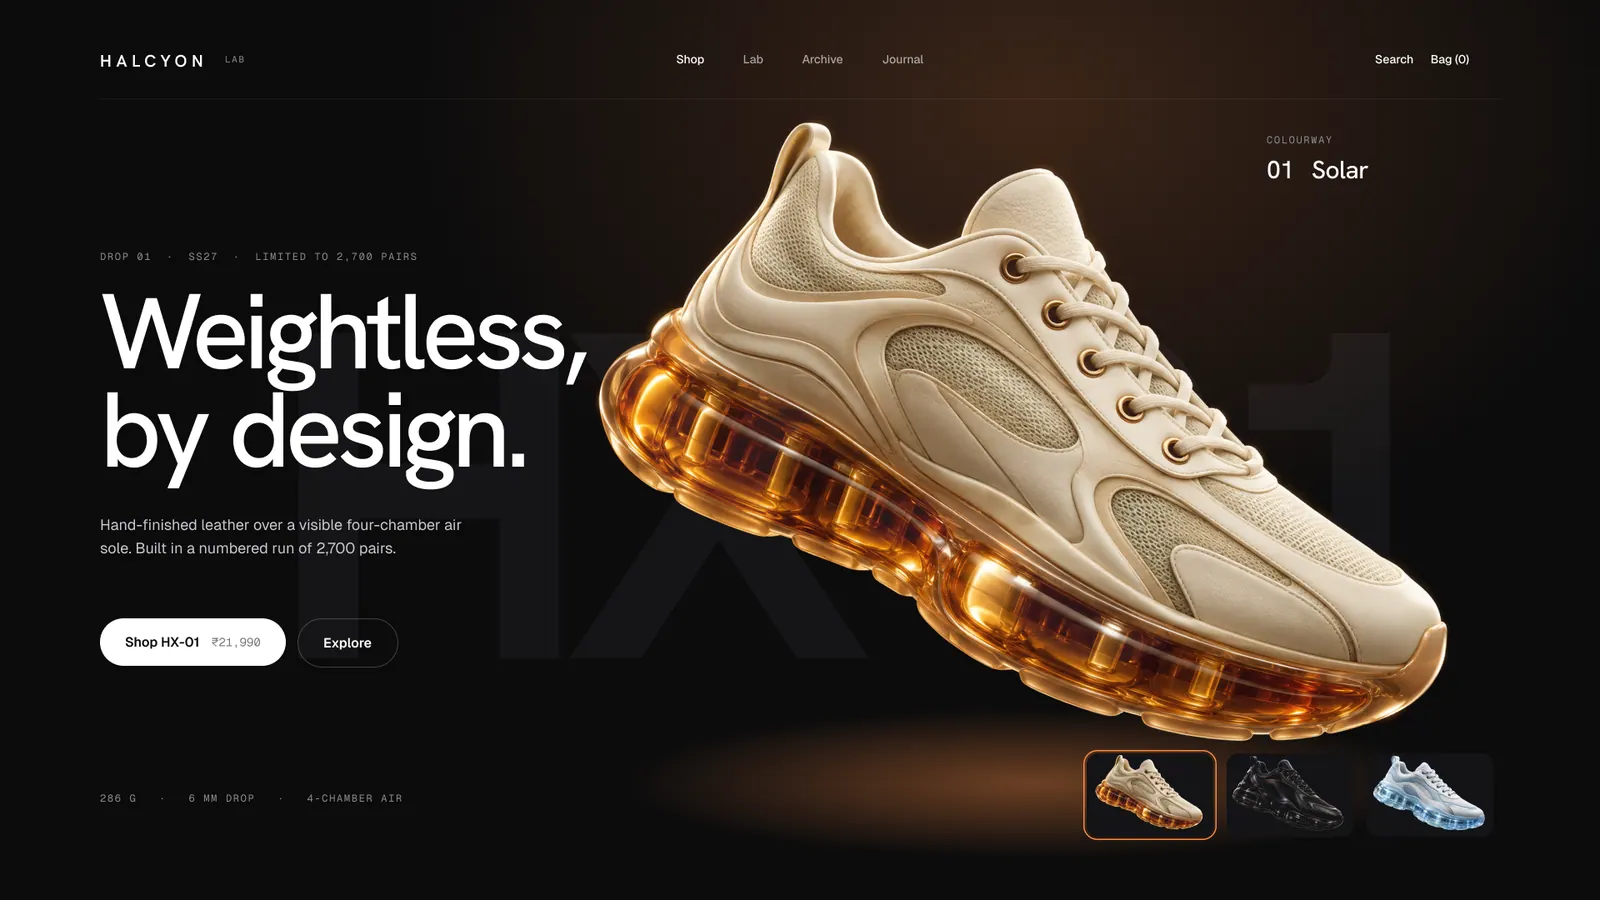 HALCYON LAB
Shop Lab Archive Journal
Search Bag (0)
COLOURWAY
01 Solar
DROP 01 · SS27 · LIMITED TO 2,700 PAIRS
Weightless,
by design.
HX-01
Hand-finished leather over a visible four-chamber air
sole. Built in a numbered run of 2,700 pairs.
Shop HX-01 ₹21,990
Explore
286 G · 6 MM DROP · 4-CHAMBER AIR